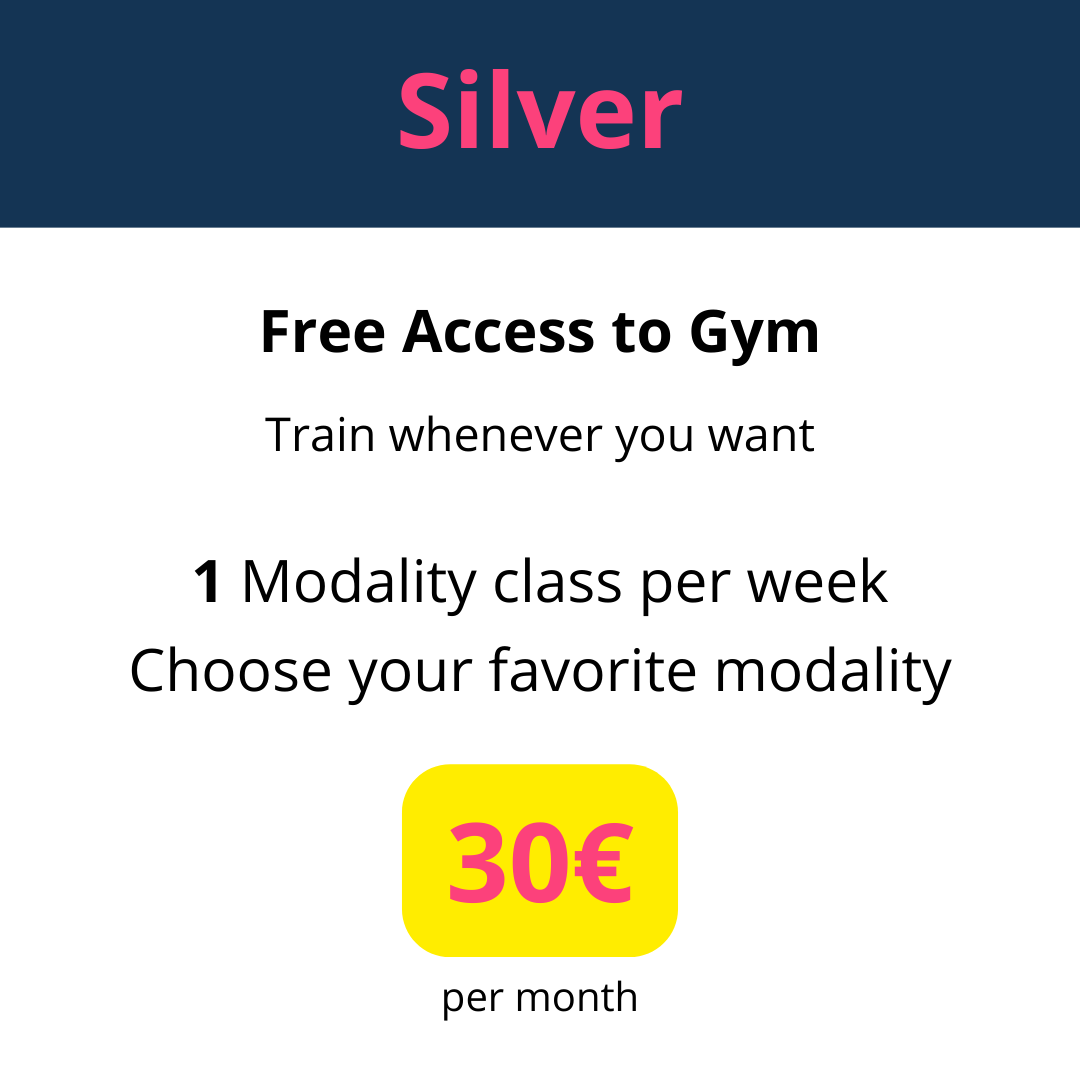 Silver
Free Access to Gym
Train whenever you want
1 Modality class per week
Choose your favorite modality
30€
per month